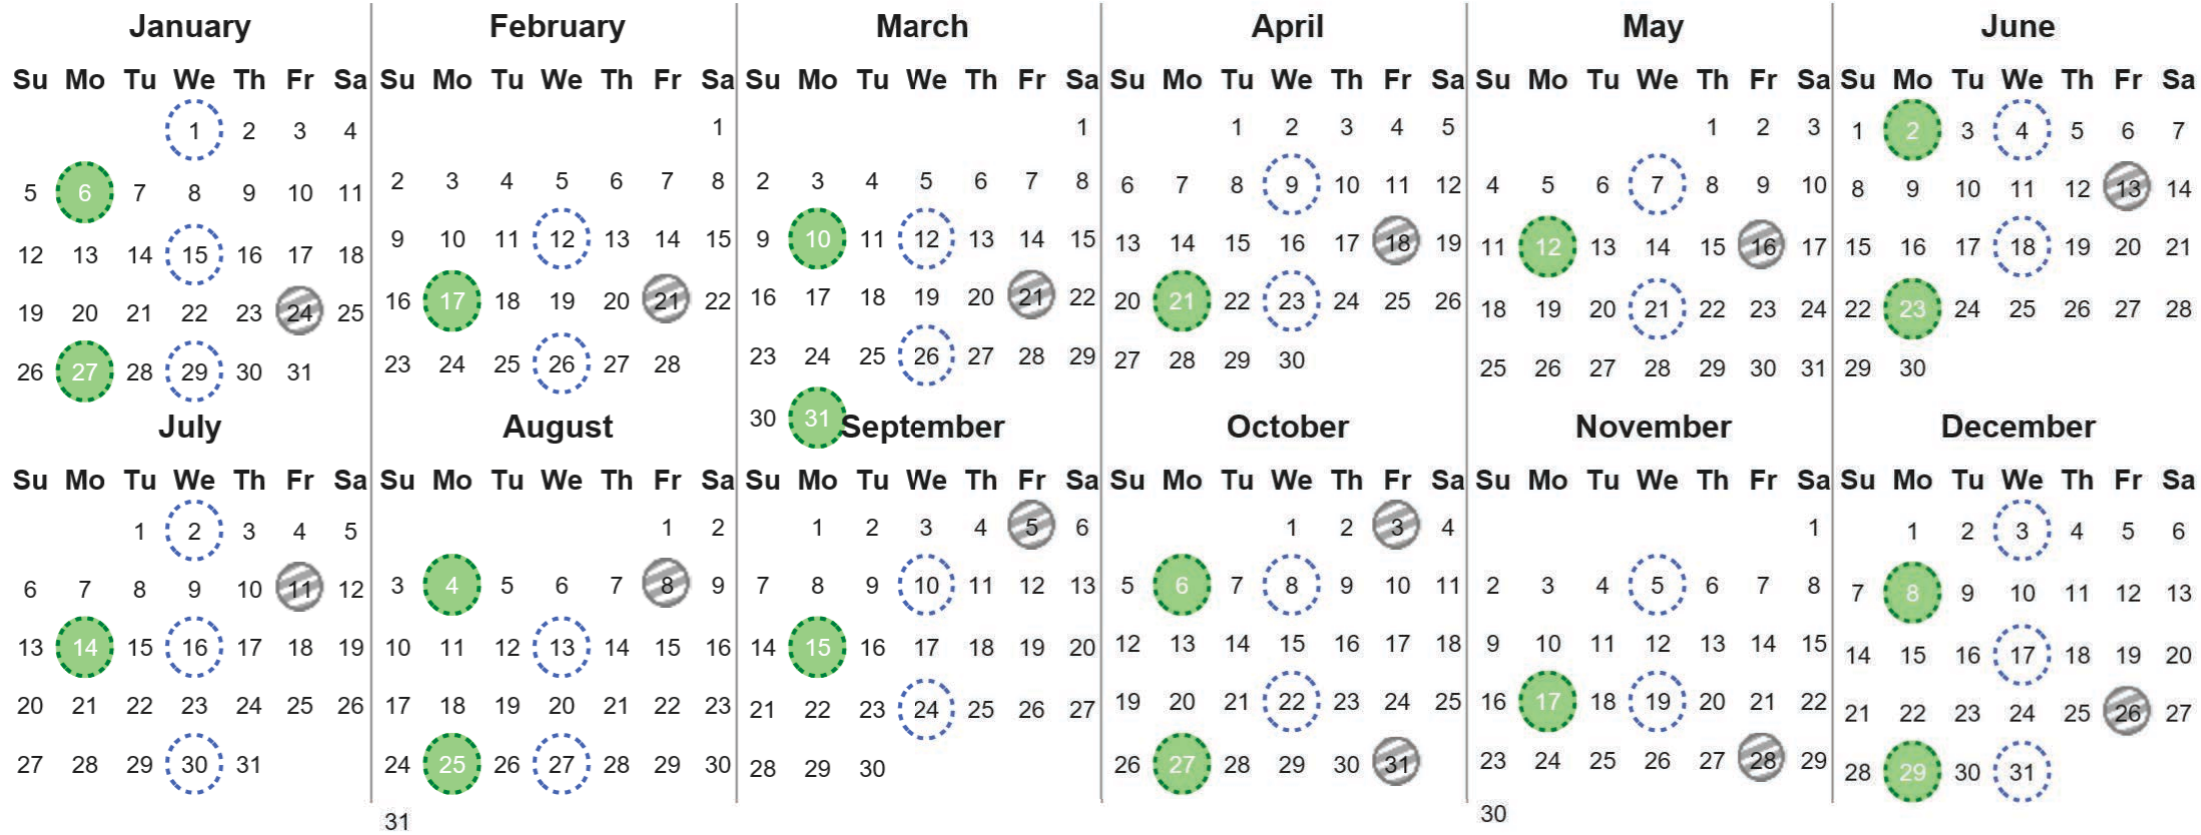 January February March April May June
Su Mo Tu We Th Fr Sa Su Mo Tu We Th Fr Sa Su Mo Tu We Th Fr Sa Su Mo Tu We Th Fr Sa Su Mo Tu We Th Fr Sa Su Mo Tu We Th Fr Sa
1 2 3 4 1 1 1 2 3 4 5 1 2 3 1 2 3 4 5 6 7
5 6 7 8 9 10 11 2 3 4 5 6 7 8 2 3 4 5 6 7 8 6 7 8 9 10 11 12 4 5 6 7 8 9 10 8 9 10 11 12 13 14
12 13 14 15 16 17 18 9 10 11 12 13 14 15 9 10 11 12 13 14 15 13 14 15 16 17 18 19 11 12 13 14 15 16 17 15 16 17 18 19 20 21
19 20 21 22 23 24 25 16 17 18 19 20 21 22 16 17 18 19 20 21 22 20 21 22 23 24 25 26 18 19 20 21 22 23 24 22 23 24 25 26 27 28
26 27 28 29 30 31 23 24 25 26 27 28 23 24 25 26 27 28 29 27 28 29 30 25 26 27 28 29 30 31 29 30
30 31
July August September October November December
Su Mo Tu We Th Fr Sa Su Mo Tu We Th Fr Sa Su Mo Tu We Th Fr Sa Su Mo Tu We Th Fr Sa Su Mo Tu We Th Fr Sa Su Mo Tu We Th Fr Sa
1 2 3 4 5 1 2 1 2 3 4 5 6 1 2 3 4 1 1 2 3 4 5 6
6 7 8 9 10 11 12 3 4 5 6 7 8 9 7 8 9 10 11 12 13 5 6 7 8 9 10 11 2 3 4 5 6 7 8 7 8 9 10 11 12 13
13 14 15 16 17 18 19 10 11 12 13 14 15 16 14 15 16 17 18 19 20 12 13 14 15 16 17 18 9 10 11 12 13 14 15 14 15 16 17 18 19 20
20 21 22 23 24 25 26 17 18 19 20 21 22 23 21 22 23 24 25 26 27 19 20 21 22 23 24 25 16 17 18 19 20 21 22 21 22 23 24 25 26 27
27 28 29 30 31 24 25 26 27 28 29 30 28 29 30 26 27 28 29 30 31 23 24 25 26 27 28 29 28 29 30 31
31 30